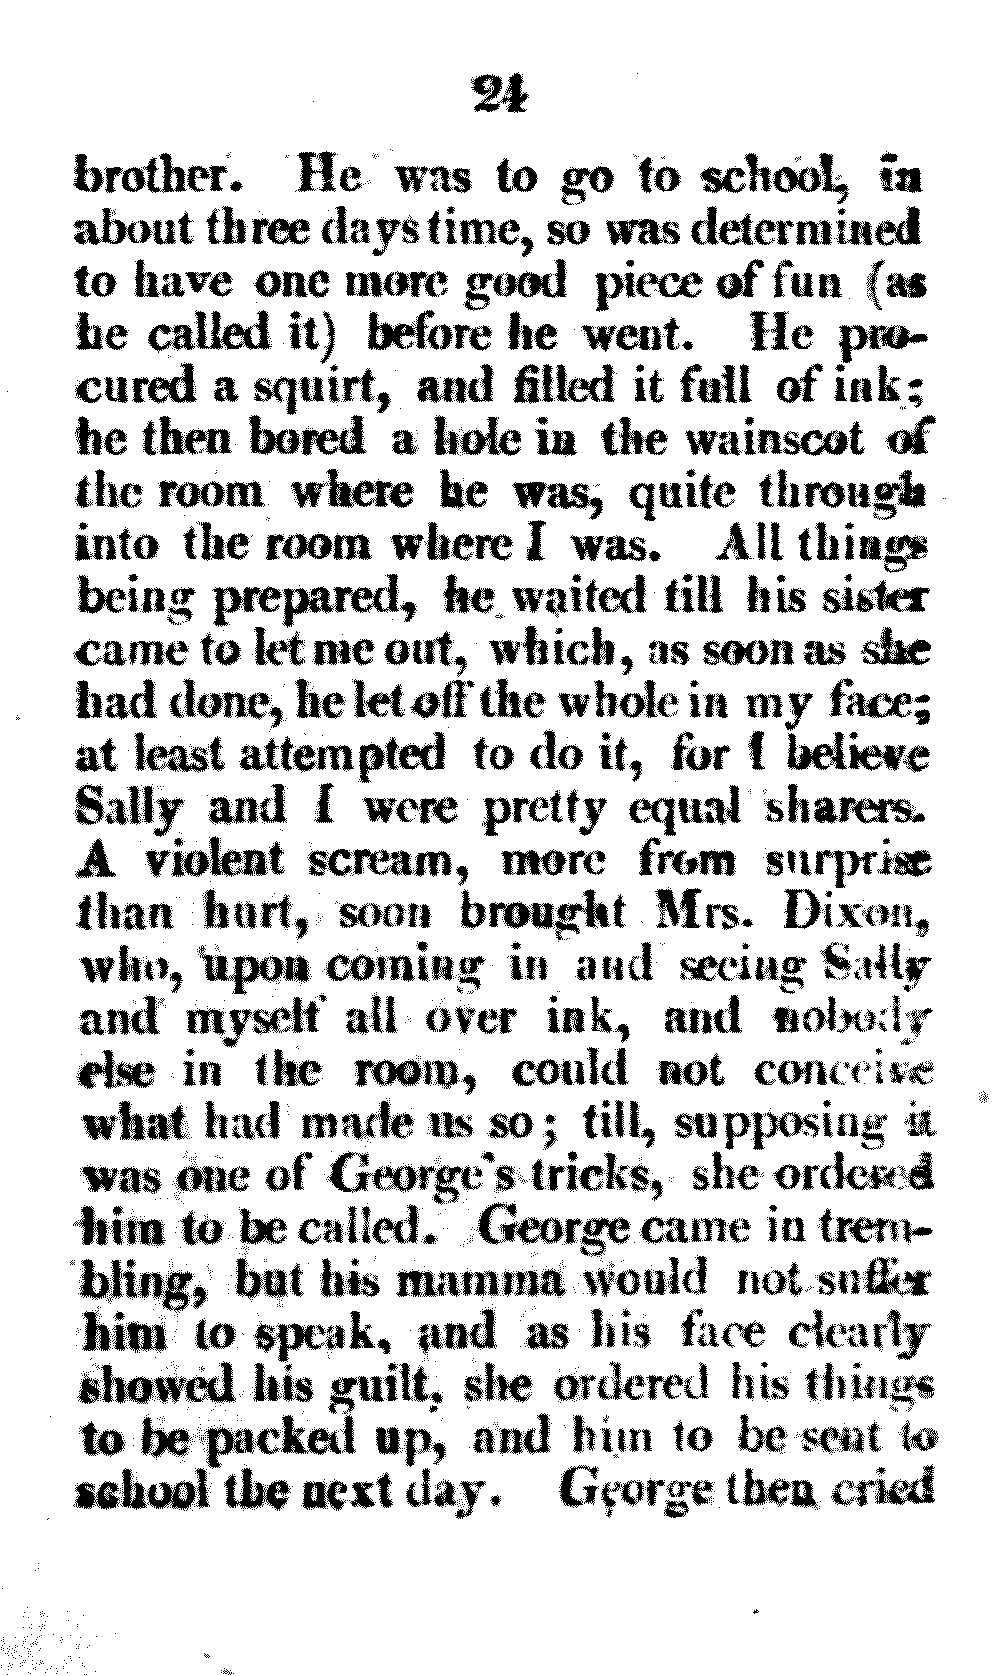 24
brother. He was to go to school, in
about three days time, so was determined
to have one more good piece of fun (as
he called it) before he went. He pro-
cured a squirt, and filled it full of ink;
he then bored a hole in the wainscot of
the room where he was, quite through
into the room where I was. All things
being prepared, he waited till his sister
came to let me out, which, as soon as she
had done, he let off the whole in my face;
at least attempted to do it, for I believe
Sally and I were pretty equal sharers.
A violent scream, more from surprise
than hurt, soon brought Mrs. Dixon,
who, upon coming in and seeing Sally
and myself all over ink, and nobody
else in the room, could not conceive
what had made us so; till, supposing it
was one of George's tricks, she ordered
him to be called. George came in trem-
bling, but his mamma would not suffer
him to speak, and as his face clearly
showed his guilt, she ordered his things
to be packed up, and him to be sent to
school the next day. George then cried